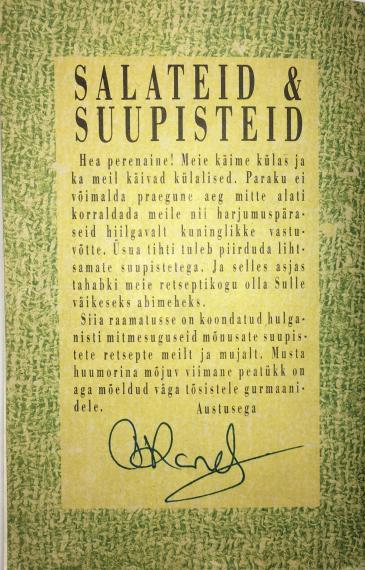 SALATEID &
SUUPISTEID
Hea perenaine! Meie käime külas ja
ka meil käivad külalised. Paraku ei
võimalda praegune aeg mitte alati
korraldada meile nii harjumuspära-
seid hiilgavalt kuninglikke vastu-
võtte. Üsna tihti tuleb piirduda liht-
samate suupistetega. Ja selles asjas
tahabki meie retseptikogu olla Sulle
väikeseks abimeheks.
Siia raamatusse on koondatud hulga-
nisti mitmesuguseid mõnusate suupis-
tete retsepte meilt ja mujalt. Musta
huumorina mõjuv viimane peatükk on
aga mõeldud väga tõsistele gurmaani-
dele. Austusega